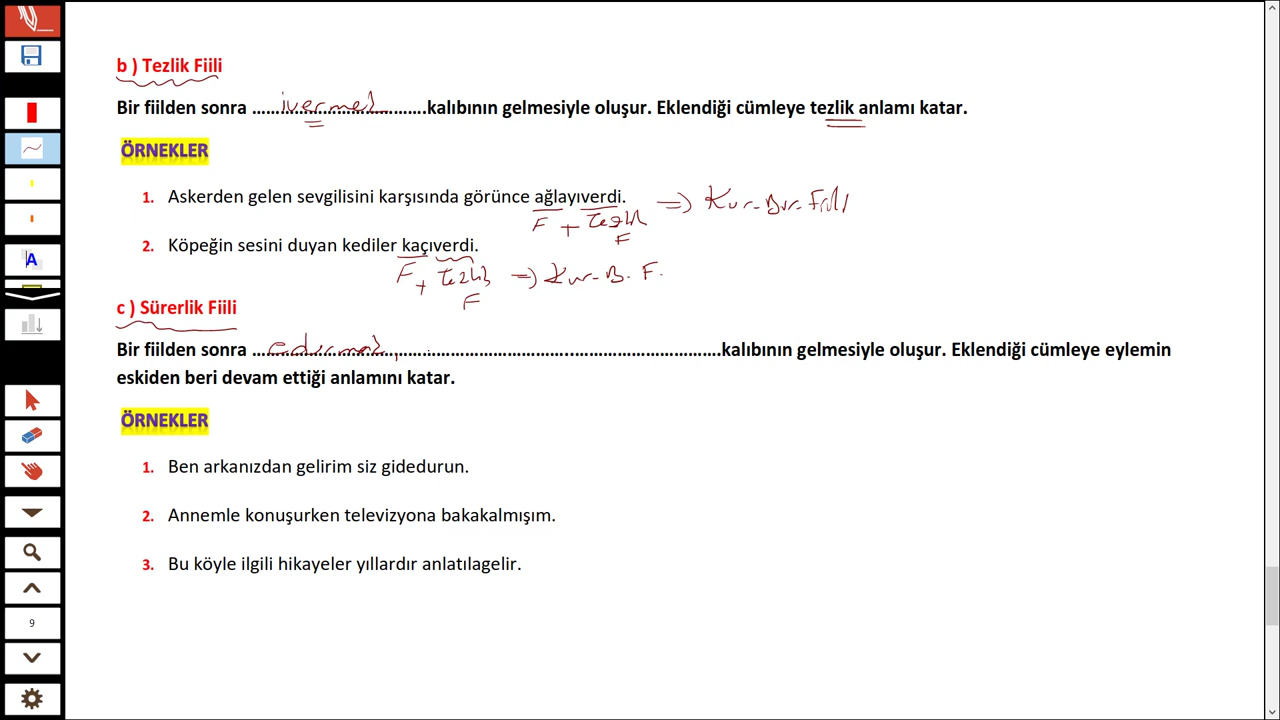 b ) Tezlik Fiili
Bir fiilden sonra ......ivermek......kalıbının gelmesiyle oluşur. Eklendiği cümleye tezlik anlamı katar.
ÖRNEKLER
1. Askerden gelen sevgilisini karşısında görünce ağlayıverdi. => Kur. Bir. Fiili
F + Tezlik
F
2. Köpeğin sesini duyan kediler kaçıverdi.
F + Tezlik => Kur. B. F.
F
c ) Sürerlik Fiili
Bir fiilden sonra ...edurmek,...............................................................kalıbının gelmesiyle oluşur. Eklendiği cümleye eylemin
eskiden beri devam ettiği anlamını katar.
ÖRNEKLER
1. Ben arkanızdan gelirim siz gidedurun.
2. Annemle konuşurken televizyona bakakalmışım.
3. Bu köyle ilgili hikayeler yıllardır anlatılagelir.
A
9